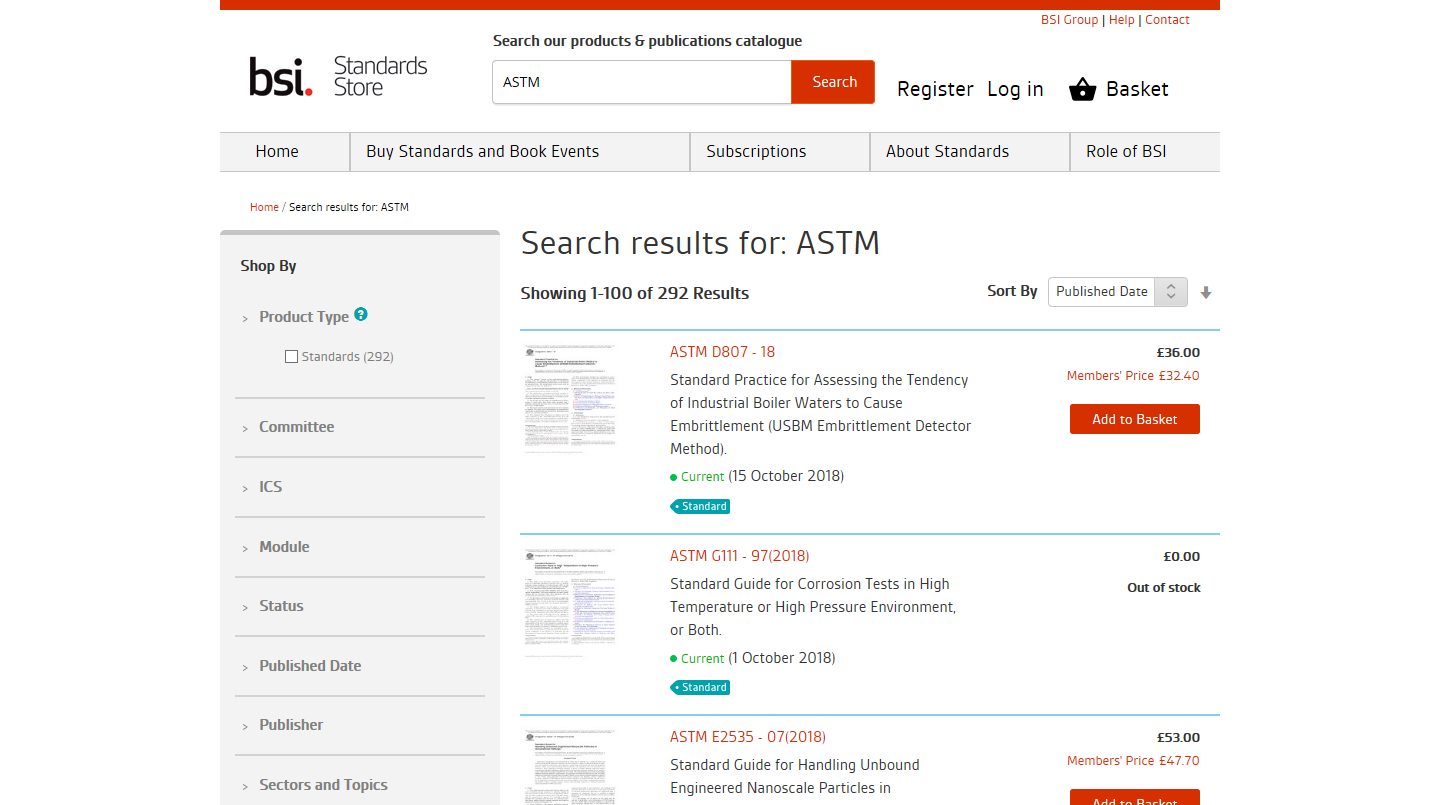 BSI Group | Help | Contact
Search our products & publications catalogue
bsi. Standards Store
ASTM
Search
Register
Log in
Basket
Home
Buy Standards and Book Events
Subscriptions
About Standards
Role of BSI
Home / Search results for: ASTM
Shop By
Product Type ?
Standards (292)
Committee
ICS
Module
Status
Published Date
Publisher
Sectors and Topics
Search results for: ASTM
Showing 1-100 of 292 Results
Sort By
Published Date
ASTM D807 - 18
£36.00
Members' Price £32.40
Add to Basket
Standard Practice for Assessing the Tendency
of Industrial Boiler Waters to Cause
Embrittlement (USBM Embrittlement Detector
Method).
Current (15 October 2018)
Standard
ASTM G111 - 97(2018)
£0.00
Out of stock
Standard Guide for Corrosion Tests in High
Temperature or High Pressure Environment,
or Both.
Current (1 October 2018)
Standard
ASTM E2535 - 07(2018)
£53.00
Members' Price £47.70
Add to Basket
Standard Guide for Handling Unbound
Engineered Nanoscale Particles in